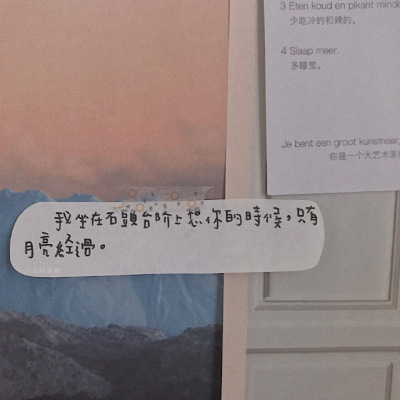 3 Eten koud en pikant minde
少吃冷的和辣的。
4 Slaap meer.
多睡觉。
Je bent een groot kunstnaar,
你是一个大艺术家
我坐在石頭台阶上想你的時候，只有
月亮经過。